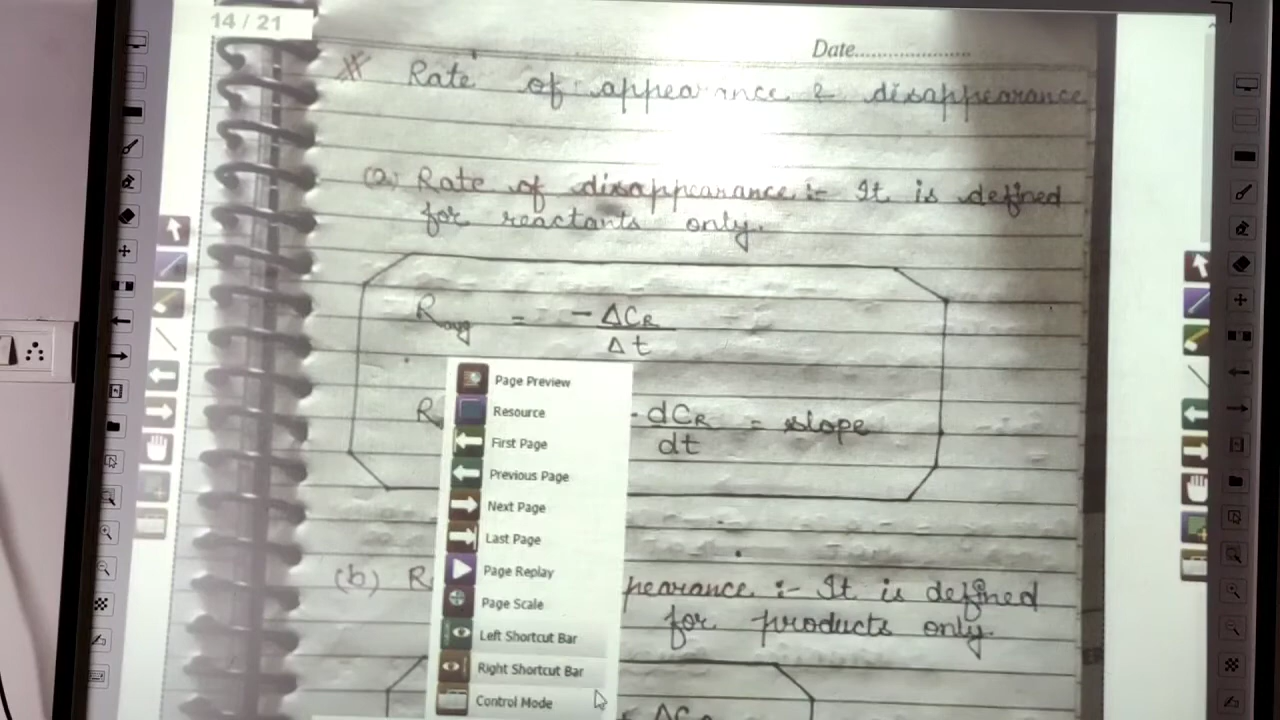 14 / 21
Date....................
# Rate of appearance & disappearance
(a) Rate of disappearance :- It is defined
for reactants only.
Ravg = -ΔCR
Δt
R
- dCR = slope
dt
Page Preview
Resource
First Page
Previous Page
Next Page
Last Page
Page Replay
Page Scale
Left Shortcut Bar
Right Shortcut Bar
Control Mode
(b) R pearance :- It is defined
for products only.